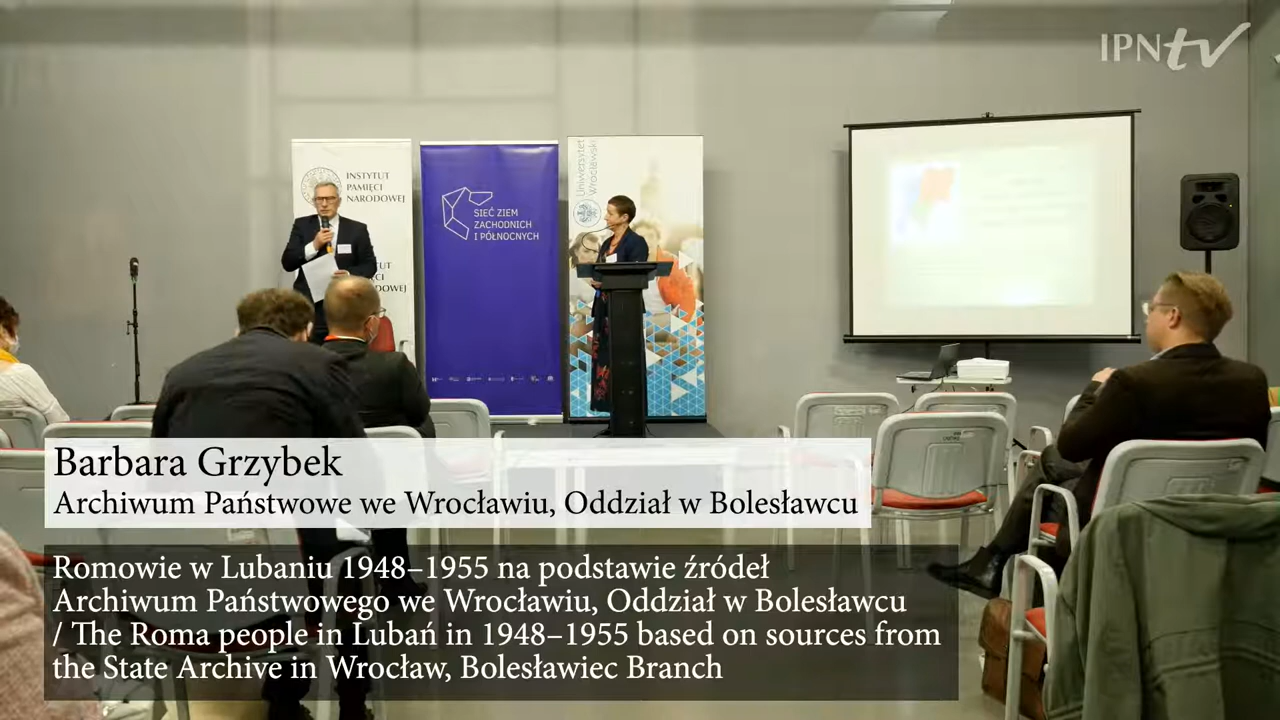 IPNtv
INSTYTUT
PAMIĘCI
NARODOWEJ
SIEĆ ZIEM
ZACHODNICH
I PÓŁNOCNYCH
Uniwersytet
Wrocławski
Barbara Grzybek
Archiwum Państwowe we Wrocławiu, Oddział w Bolesławcu
Romowie w Lubaniu 1948–1955 na podstawie źródeł
Archiwum Państwowego we Wrocławiu, Oddział w Bolesławcu
/ The Roma people in Lubań in 1948–1955 based on sources from
the State Archive in Wrocław, Bolesławiec Branch